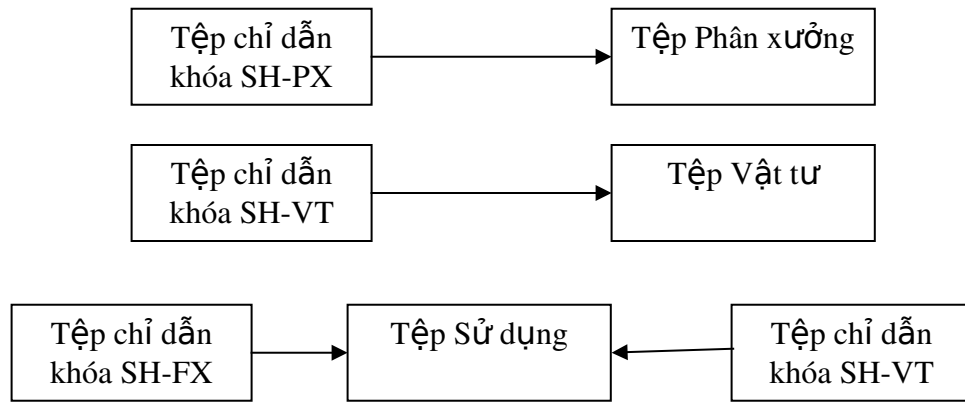 Tệp chỉ dẫn
khóa SH-PX
Tệp Phân xưởng
Tệp chỉ dẫn
khóa SH-VT
Tệp Vật tư
Tệp chỉ dẫn
khóa SH-FX
Tệp Sử dụng
Tệp chỉ dẫn
khóa SH-VT